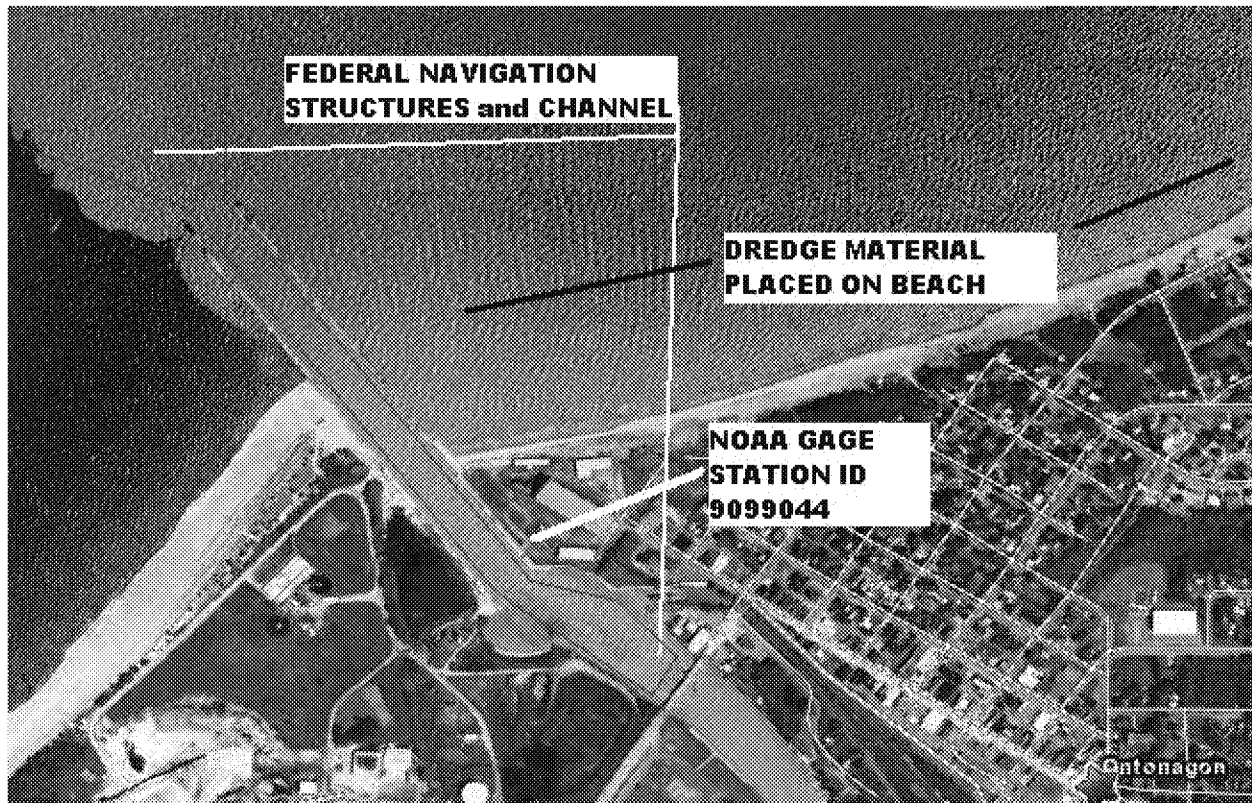 FEDERAL NAVIGATION
STRUCTURES and CHANNEL
DREDGE MATERIAL
PLACED ON BEACH
NOAA GAGE
STATION ID
9099044
Ontonagon